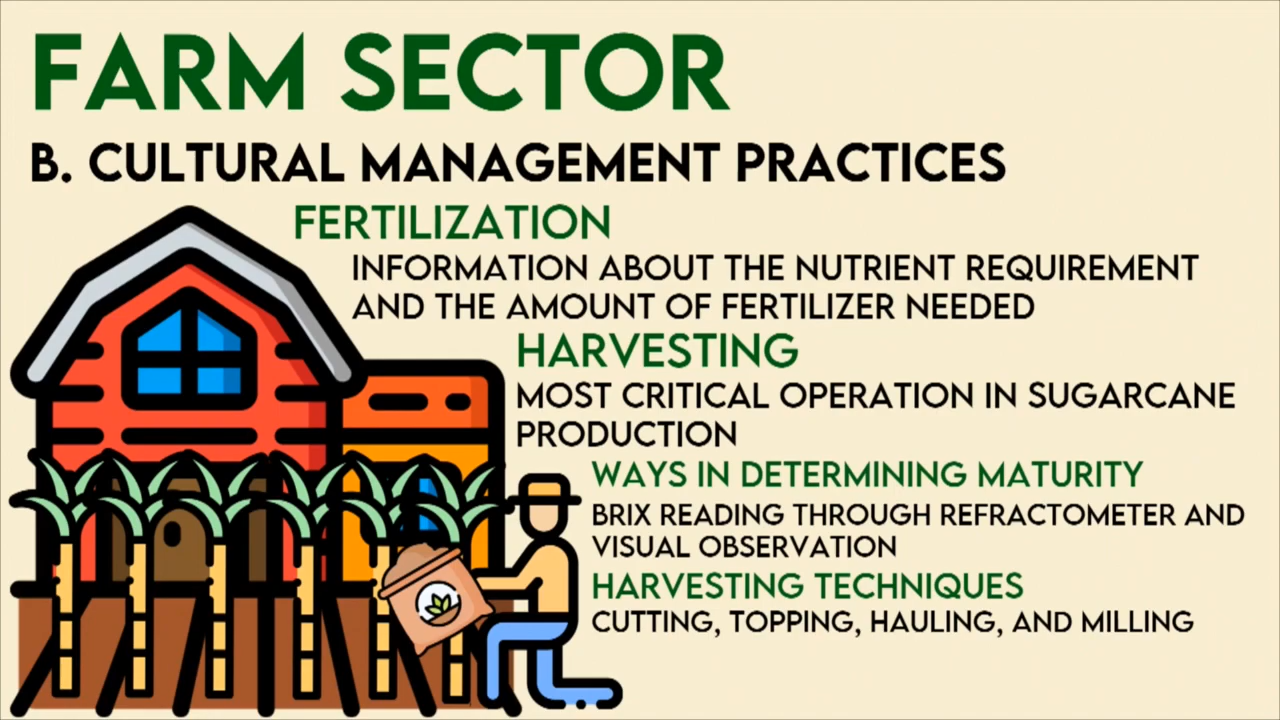 FARM SECTOR
B. CULTURAL MANAGEMENT PRACTICES
FERTILIZATION
INFORMATION ABOUT THE NUTRIENT REQUIREMENT
AND THE AMOUNT OF FERTILIZER NEEDED
HARVESTING
MOST CRITICAL OPERATION IN SUGARCANE
PRODUCTION
WAYS IN DETERMINING MATURITY
BRIX READING THROUGH REFRACTOMETER AND
VISUAL OBSERVATION
HARVESTING TECHNIQUES
CUTTING, TOPPING, HAULING, AND MILLING